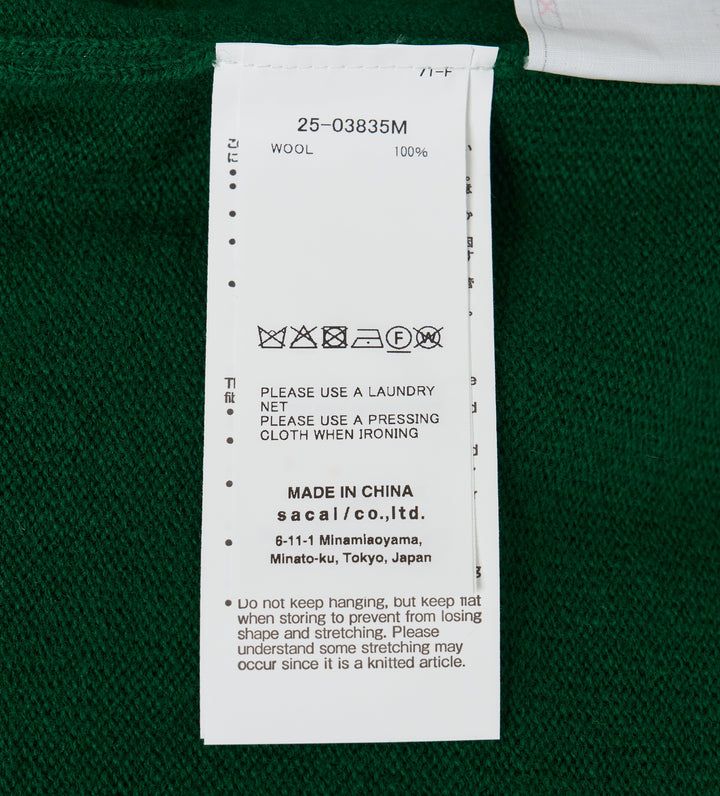 71-F
25-03835M
WOOL 100%
F
W
PLEASE USE A LAUNDRY
NET
PLEASE USE A PRESSING
CLOTH WHEN IRONING
MADE IN CHINA
sacai/co.,ltd.
6-11-1 Minamiaoyama,
Minato-ku, Tokyo, Japan
• Do not keep hanging, but keep flat
when storing to prevent from losing
shape and stretching. Please
understand some stretching may
occur since it is a knitted article.